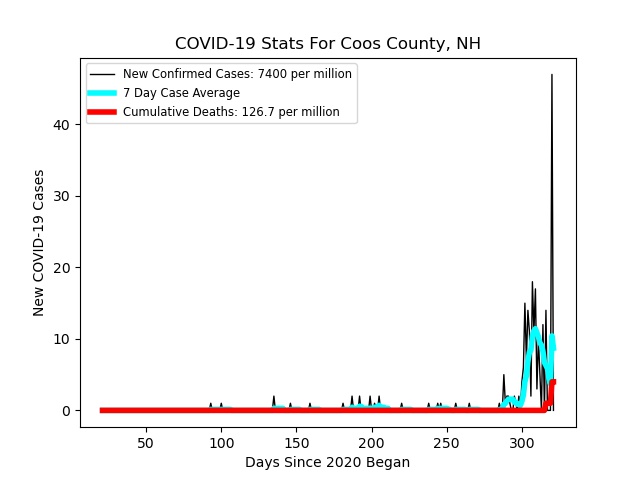 COVID-19 Stats For Coos County, NH
New Confirmed Cases: 7400 per million
7 Day Case Average
Cumulative Deaths: 126.7 per million
New COVID-19 Cases
40
30
20
10
0
50 100 150 200 250 300
Days Since 2020 Began